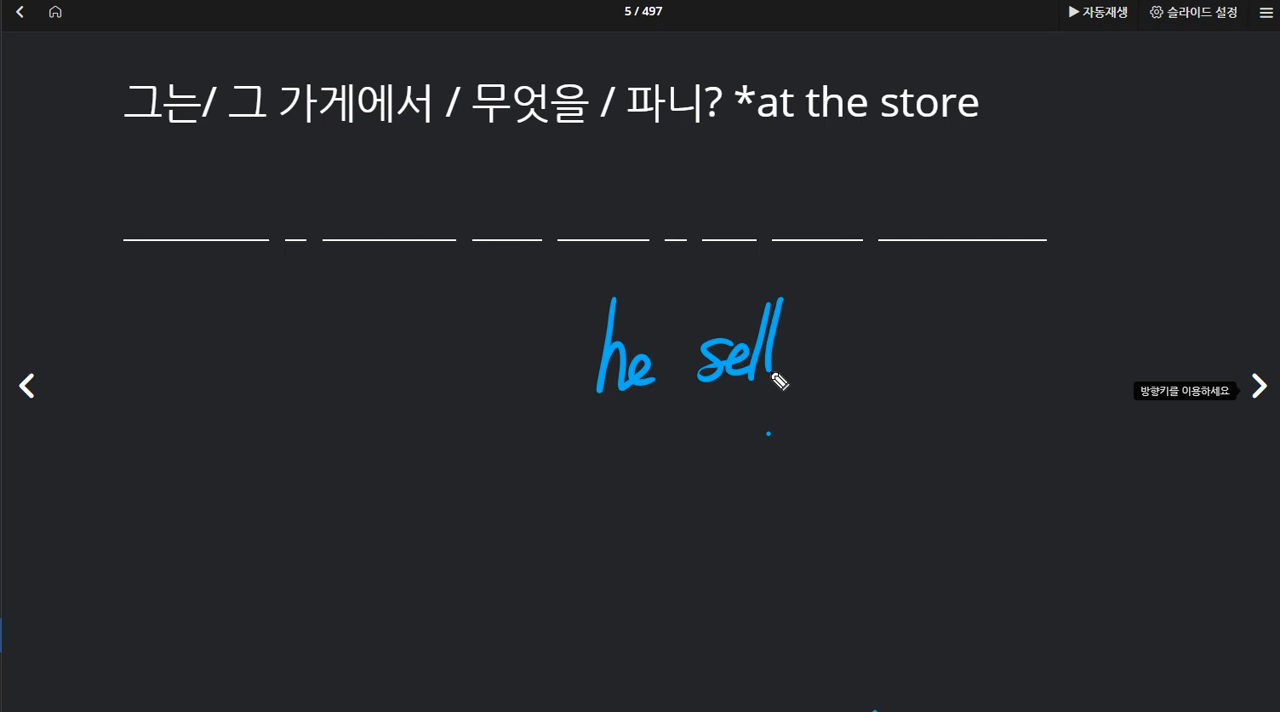 5 / 497
▶ 자동재생
슬라이드 설정
그는/ 그 가게에서 / 무엇을 / 파니? *at the store
he sell
방향키를 이용하세요